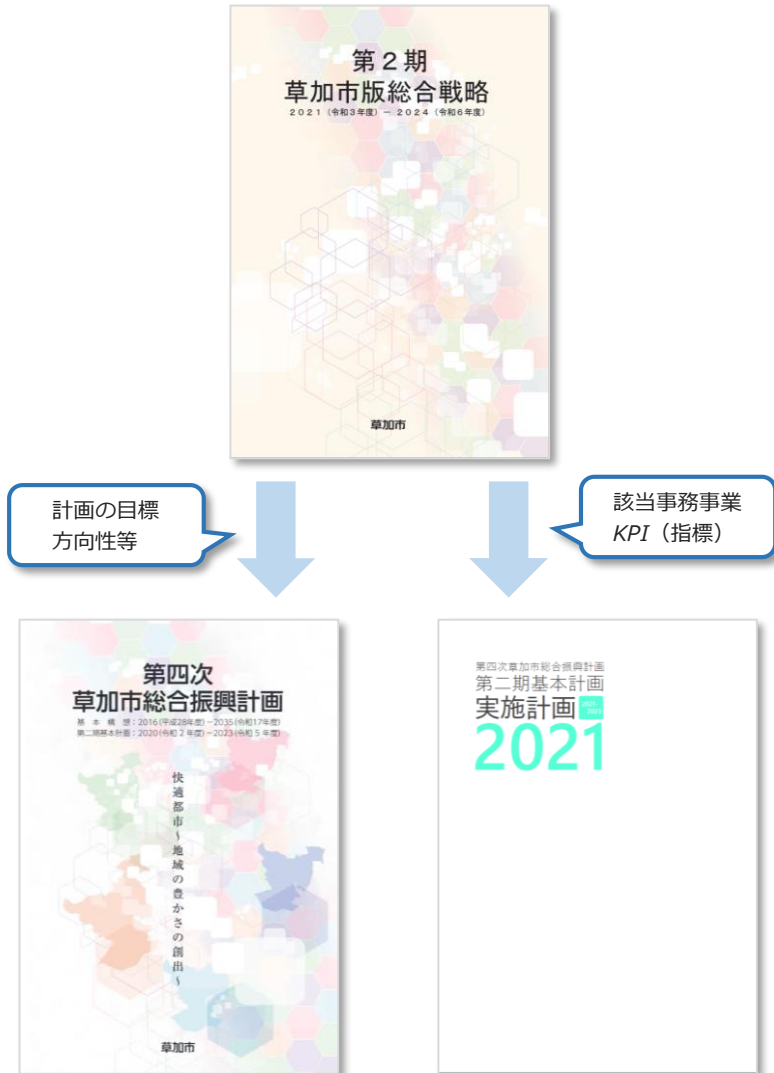 第２期
草加市版総合戦略
２０２１（令和３年度）－ ２０２４（令和６年度）
草加市
計画の目標
方向性等
該当事務事業
KPI（指標）
第四次
草加市総合振興計画
基 本 構 想：2016(平成28年度)－2035(令和17年度)
第二期基本計画：2020(令和 2 年度)－2023(令和 5 年度)
快適都市～地域の豊かさの創出～
草加市
第四次草加市総合振興計画
第二期基本計画
実施計画
2021-
2023
2021